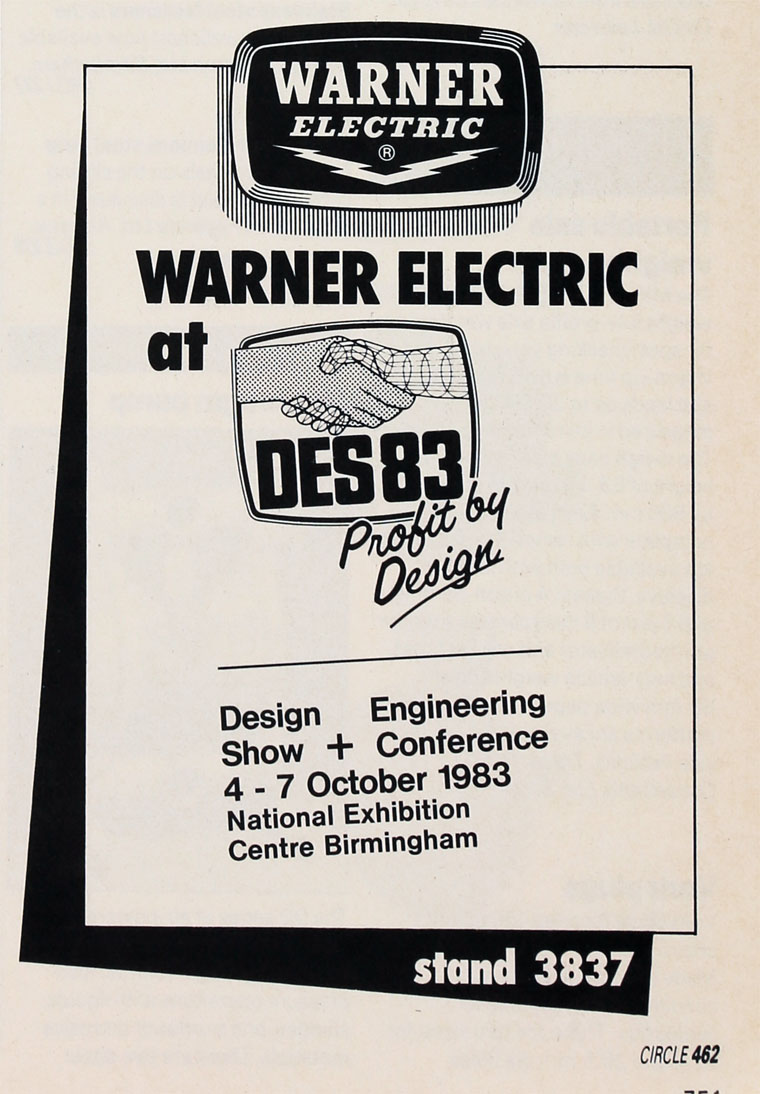 WARNER
ELECTRIC
®
WARNER ELECTRIC
at
DES83
Profit by
Design
Design Engineering
Show + Conference
4 - 7 October 1983
National Exhibition
Centre Birmingham
stand 3837
CIRCLE 462